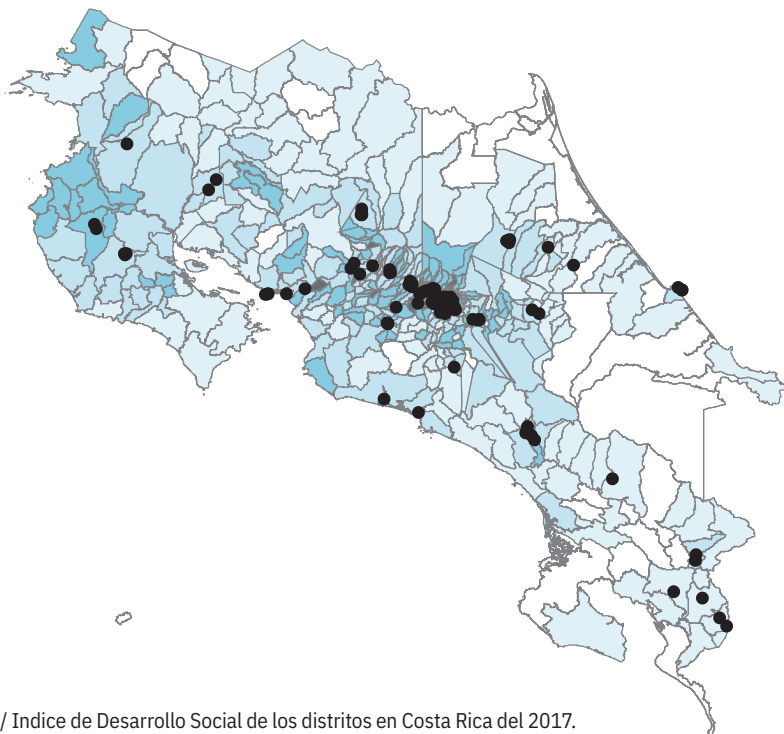 / Indice de Desarrollo Social de los distritos en Costa Rica del 2017.